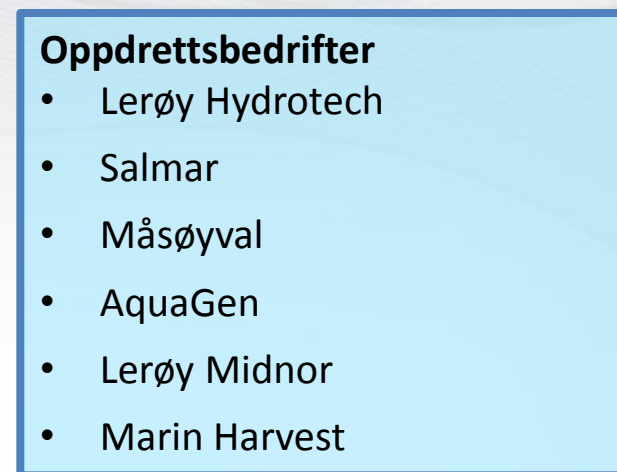 Oppdrettsbedrifter
• Lerøy Hydrotech
• Salmar
• Måsøyval
• AquaGen
• Lerøy Midnor
• Marin Harvest